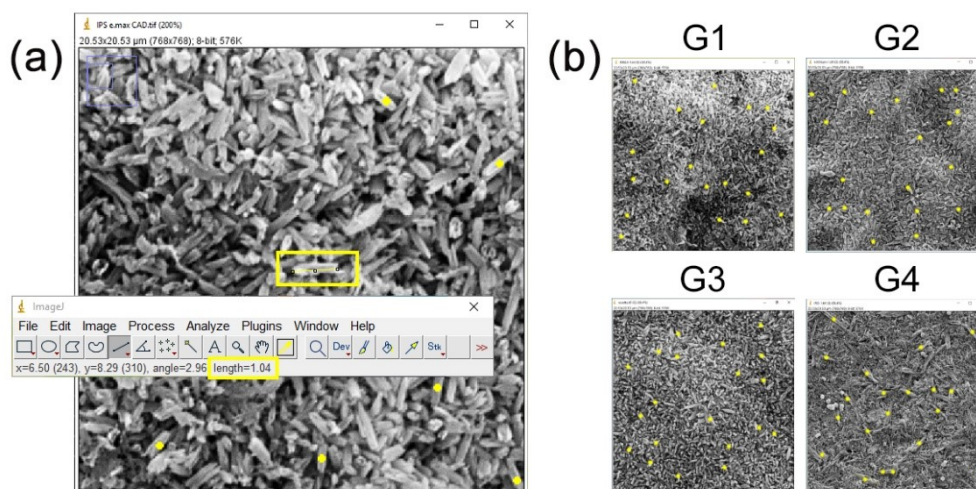 (a)
IPS e.max CAD.tif (200%)
20.53x20.53 µm (768x768); 8-bit; 576K
ImageJ
File Edit Image Process Analyze Plugins Window Help
A Dev Stk >>
x=6.50 (243), y=8.29 (310), angle=2.96 length=1.04
(b)
G1
G2
G3
G4